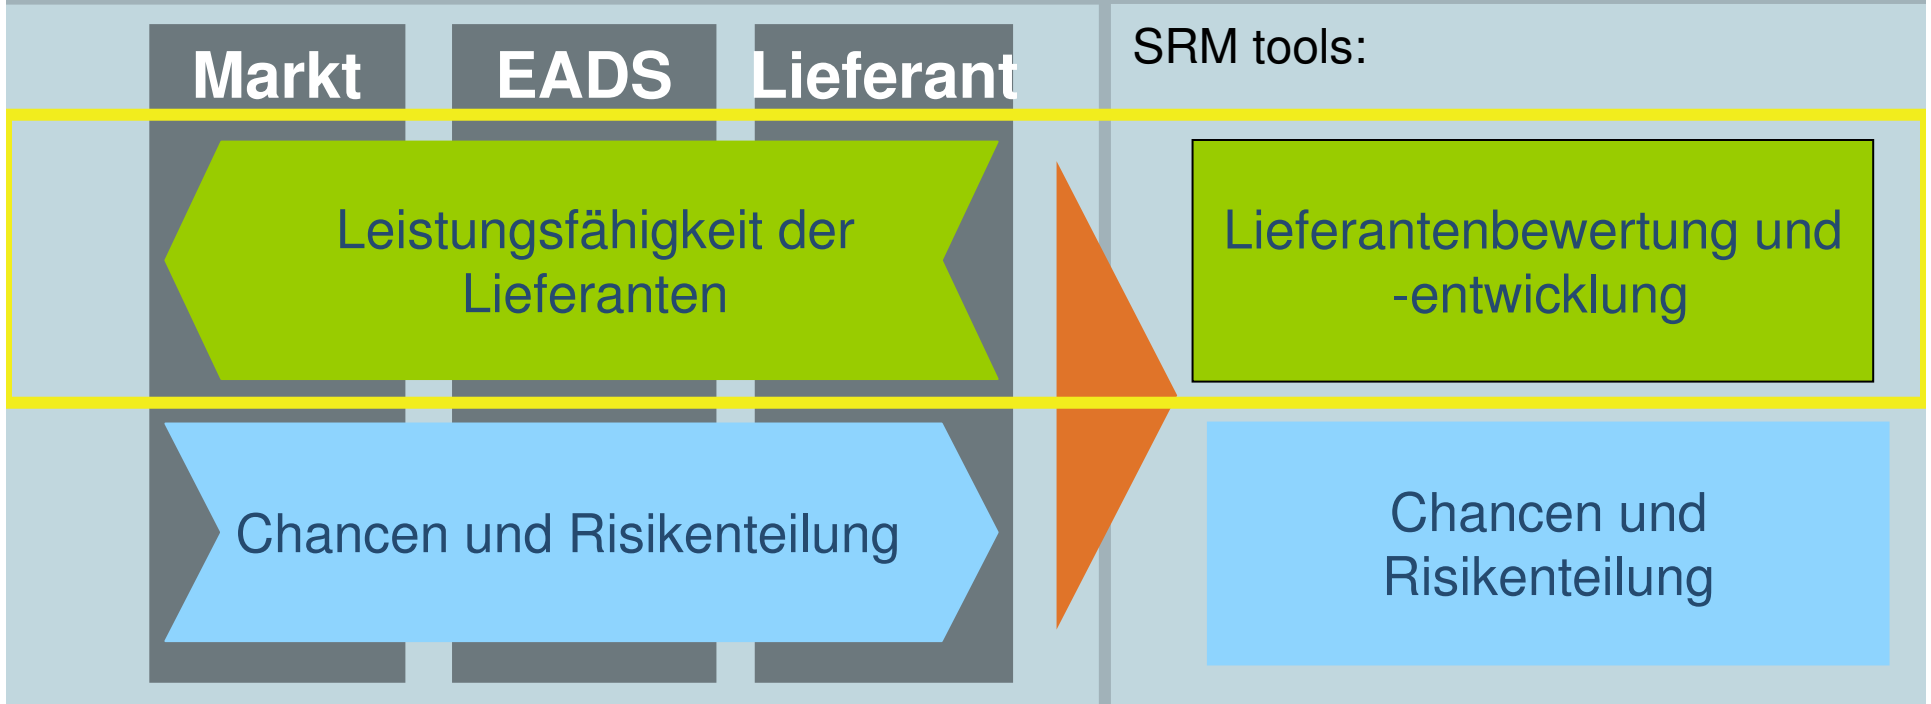 Markt EADS Lieferant
SRM tools:
Leistungsfähigkeit der
Lieferanten
Lieferantenbewertung und
-entwicklung
Chancen und Risikenteilung
Chancen und
Risikenteilung